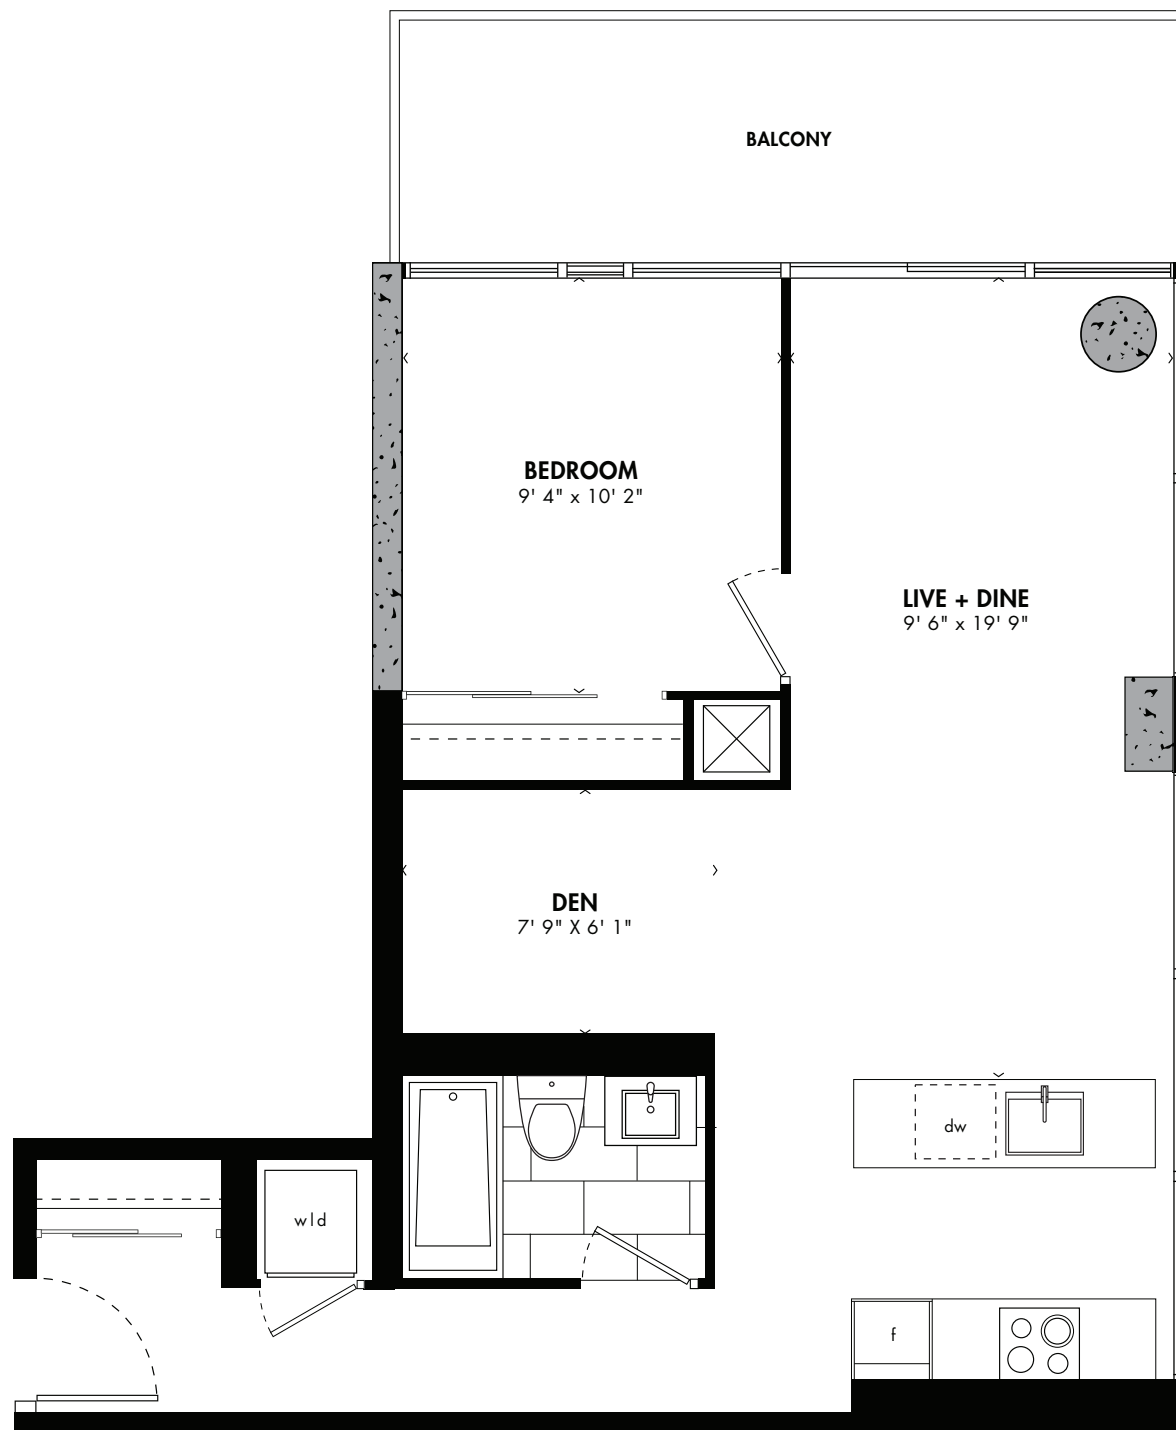 BALCONY
BEDROOM
9' 4" x 10' 2"
LIVE + DINE
9' 6" x 19' 9"
DEN
7' 9" X 6' 1"
dw
w|d
f